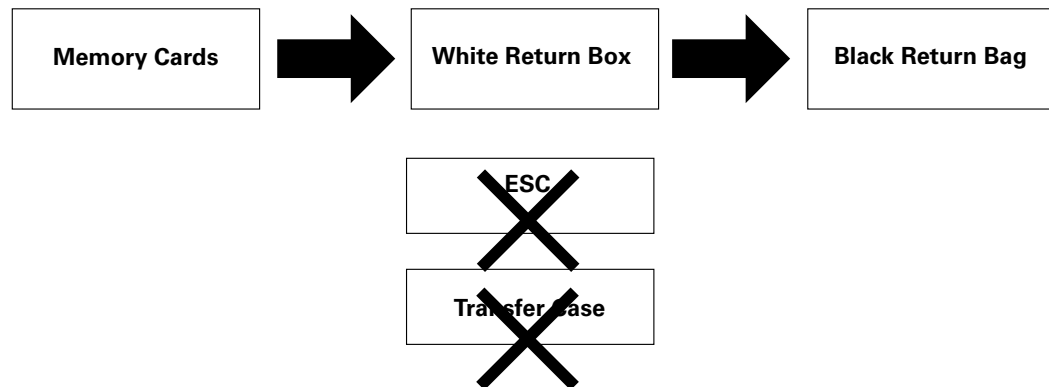 Memory Cards
White Return Box
Black Return Bag
ESC
Transfer Case